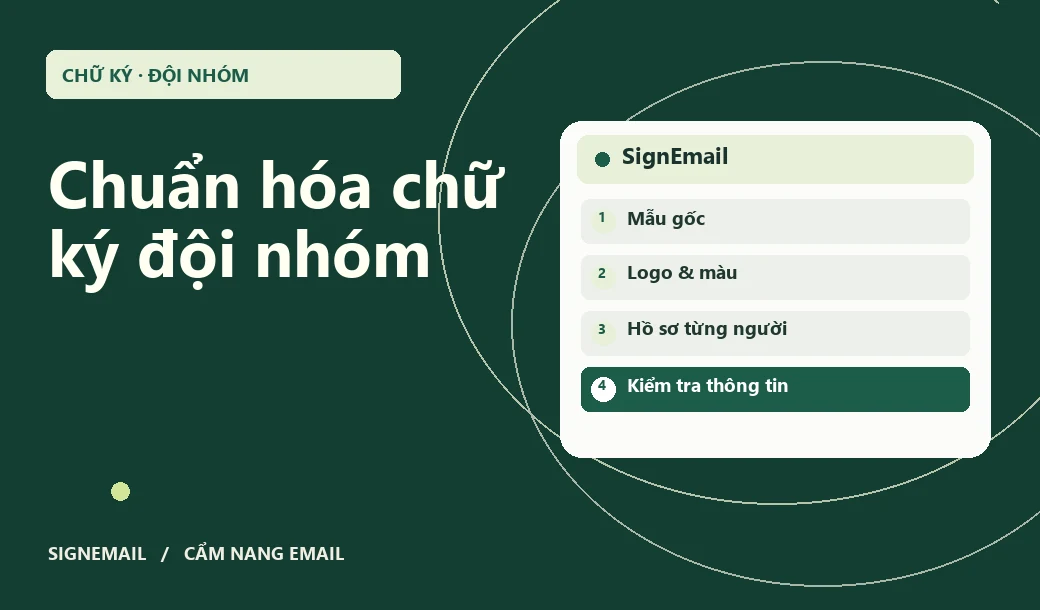 CHỮ KÝ · ĐỘI NHÓM
Chuẩn hóa chữ
ký đội nhóm
SignEmail
1 Mẫu gốc
2 Logo & màu
3 Hồ sơ từng người
4 Kiểm tra thông tin
SIGNEMAIL / CẨM NANG EMAIL